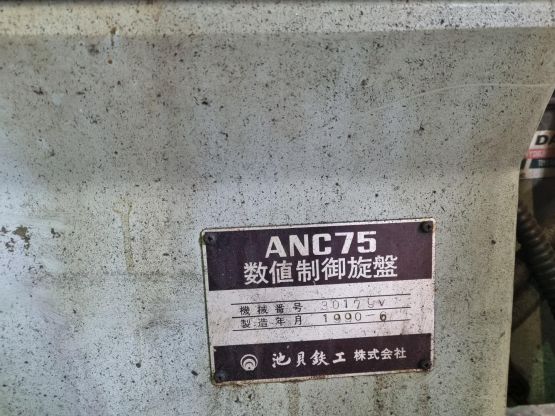 ANC75
数値制御旋盤
機械番号
製造年月 1990-6
池貝鉄工 株式会社